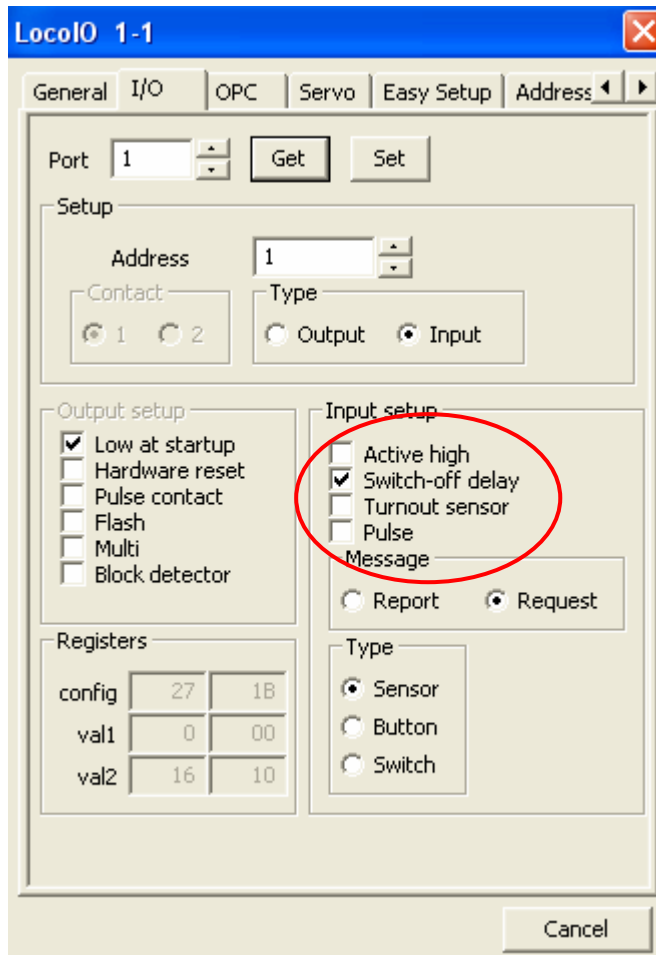 LocoIO 1-1
General I/O OPC Servo Easy Setup Address
Port 1 Get Set
Setup
Address 1
Contact Type
1 2 Output Input
Output setup Input setup
Low at startup Active high
Hardware reset Switch-off delay
Pulse contact Turnout sensor
Flash Pulse
Multi Message
Block detector
Report Request
Registers Type
config 27 1B Sensor
val1 0 00 Button
val2 16 10 Switch
Cancel